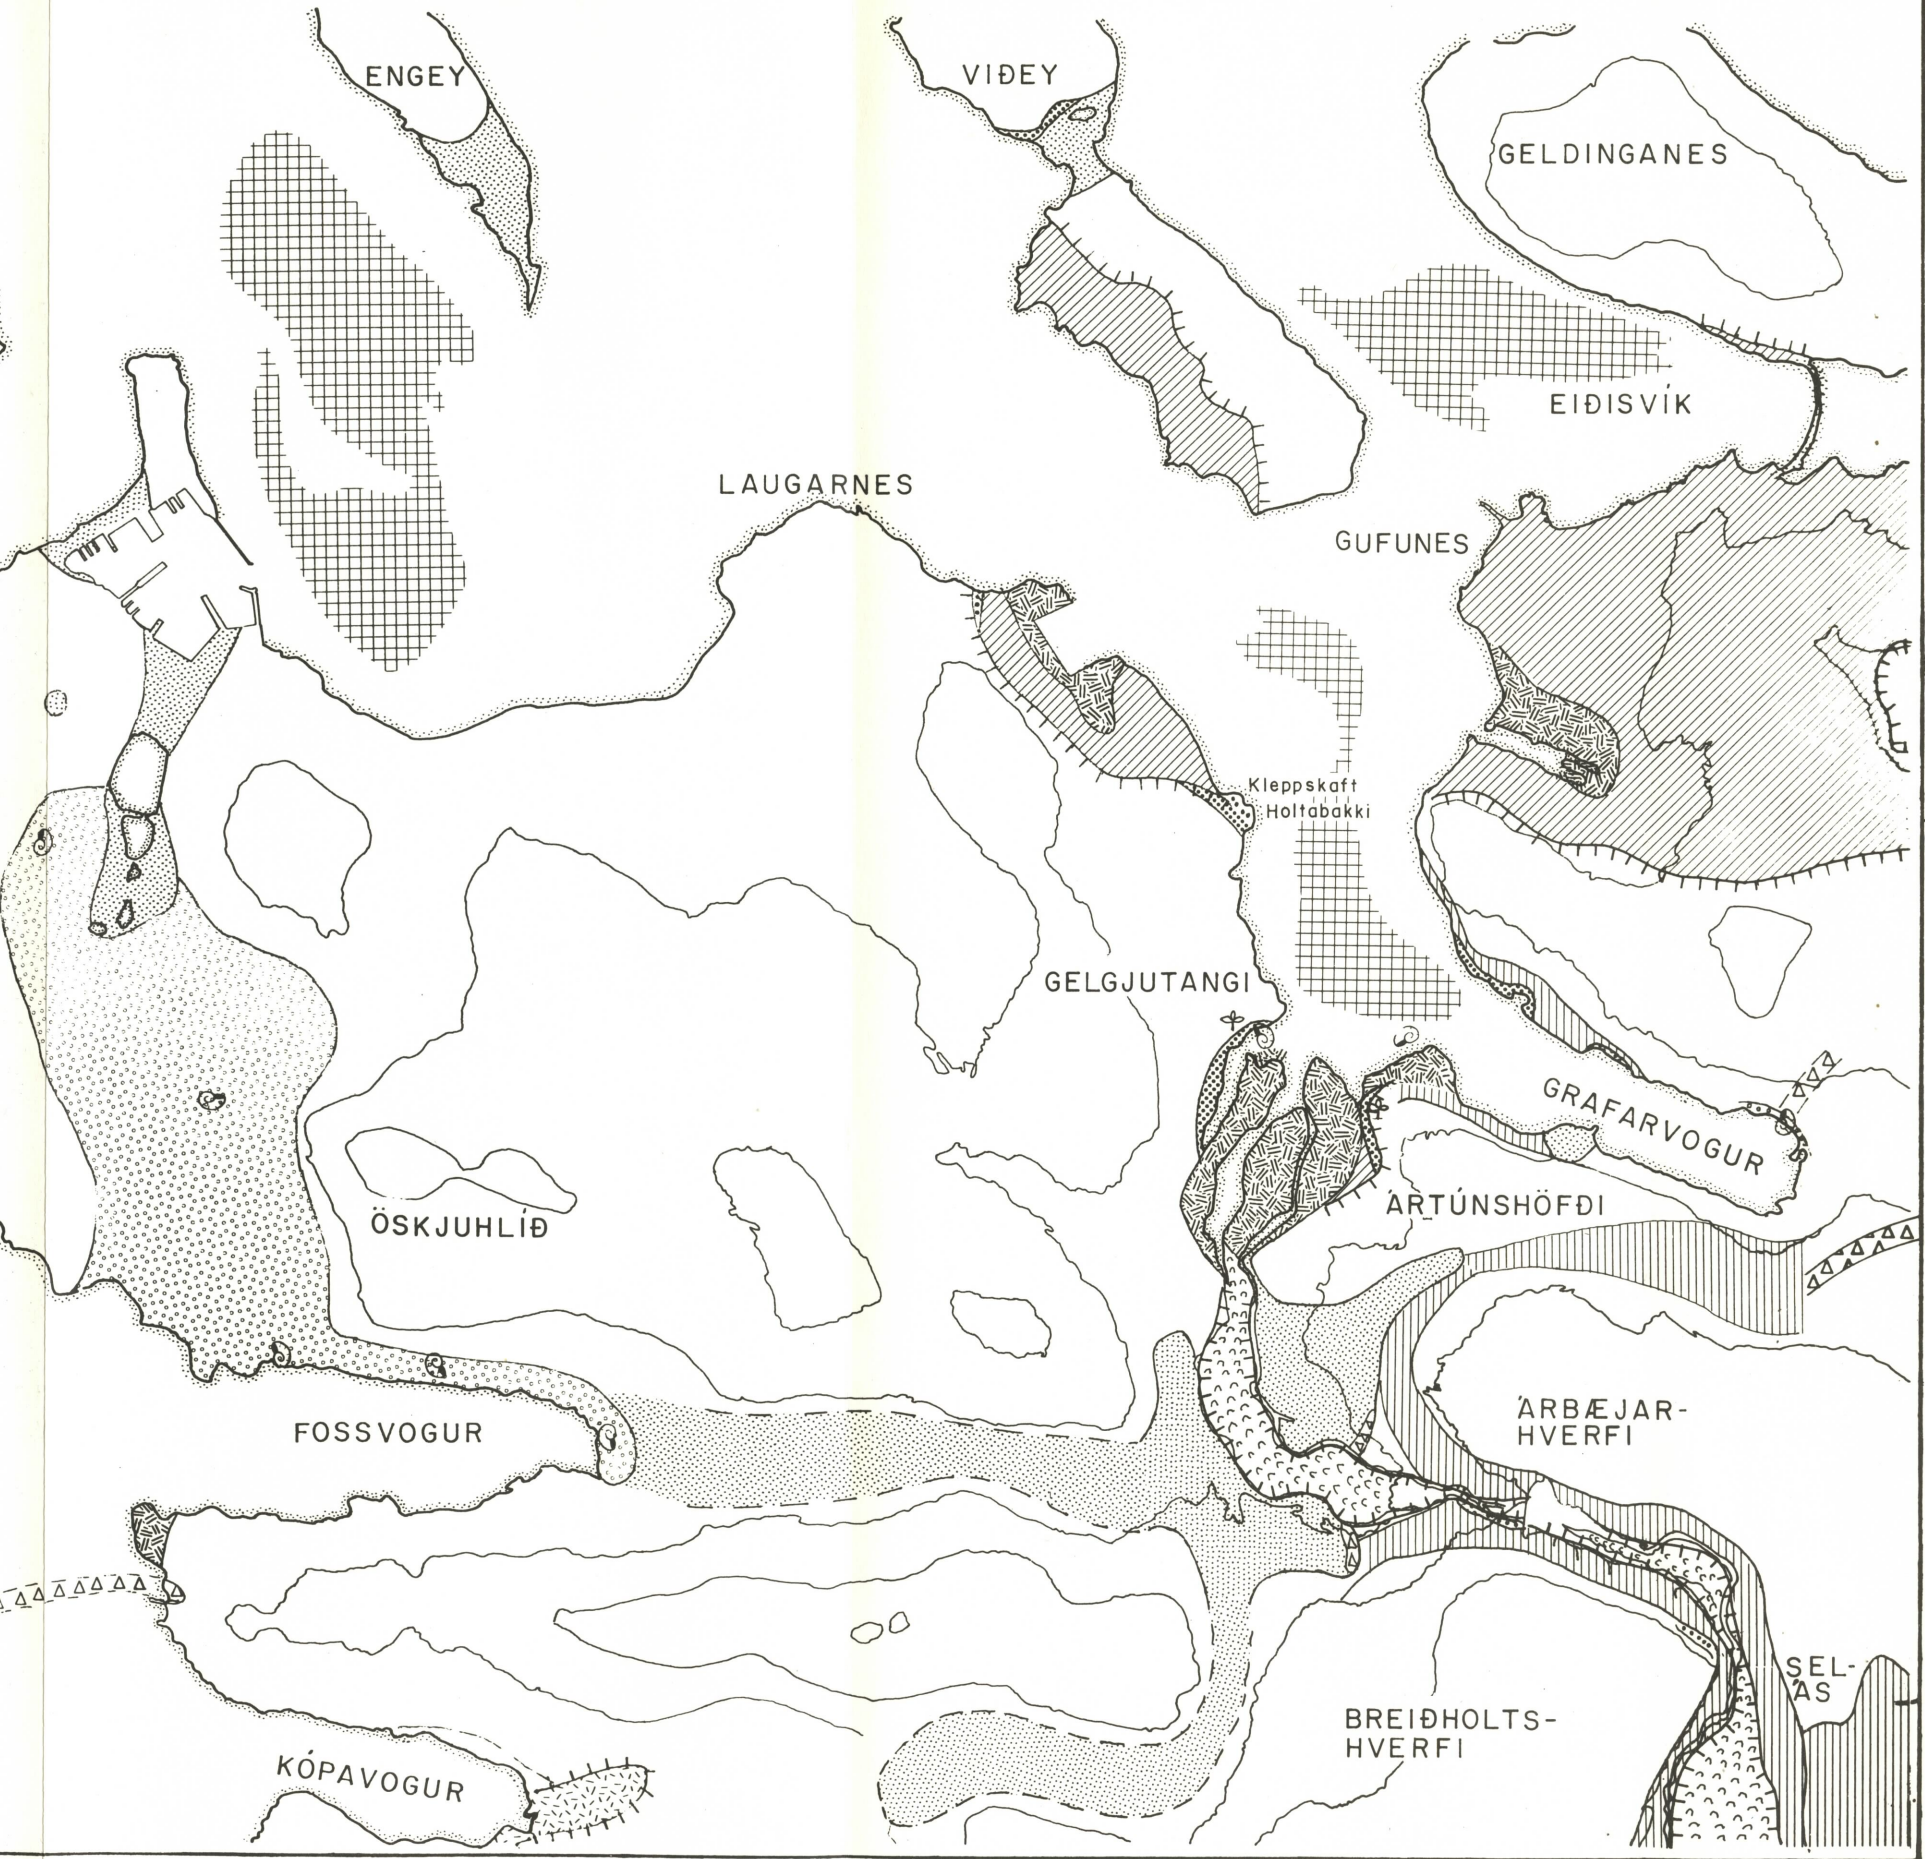 ENGEY
VIÐEY
GELDINGANES
EIÐISVÍK
LAUGARNES
GUFUNES
Kleppskaft
Holtabakki
GELGJUTANGI
GRAFARVOGUR
ÁRTÚNSHÖFÐI
ÖSKJUHLÍÐ
ÁRBÆJAR-
HVERFI
FOSSVOGUR
SEL-
ÁS
BREIÐHOLTS-
HVERFI
KÓPAVOGUR